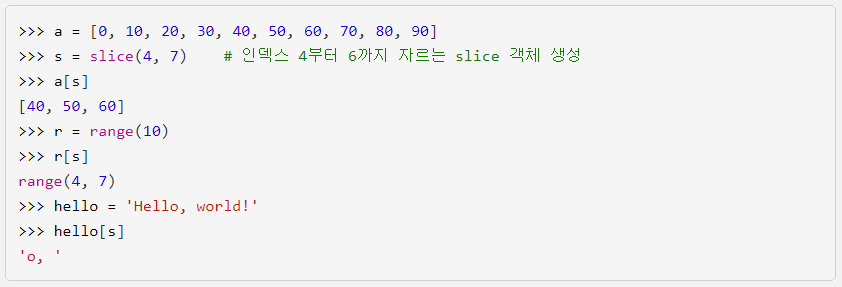 >>> a = [0, 10, 20, 30, 40, 50, 60, 70, 80, 90]
>>> s = slice(4, 7)    # 인덱스 4부터 6까지 자르는 slice 객체 생성
>>> a[s]
[40, 50, 60]
>>> r = range(10)
>>> r[s]
range(4, 7)
>>> hello = 'Hello, world!'
>>> hello[s]
'o, '